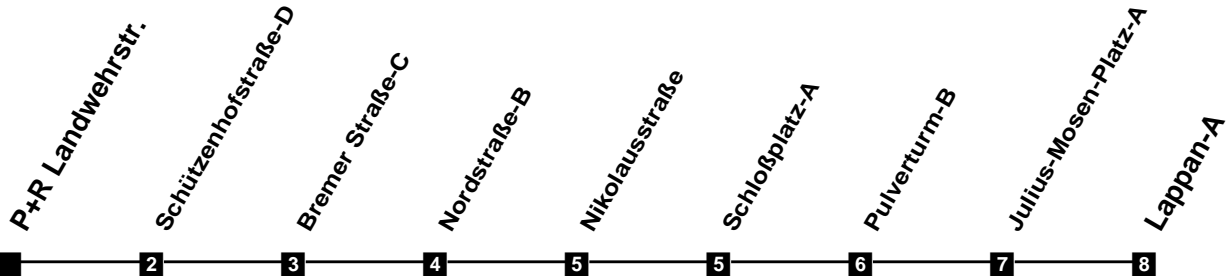 P+R Landwehrstr.
Schützenhofstraße-D
Bremer Straße-C
Nordstraße-B
Nikolausstraße
Schloßplatz-A
Pulverturm-B
Julius-Mosen-Platz-A
Lappan-A
2 3 4 5 5 6 7 8